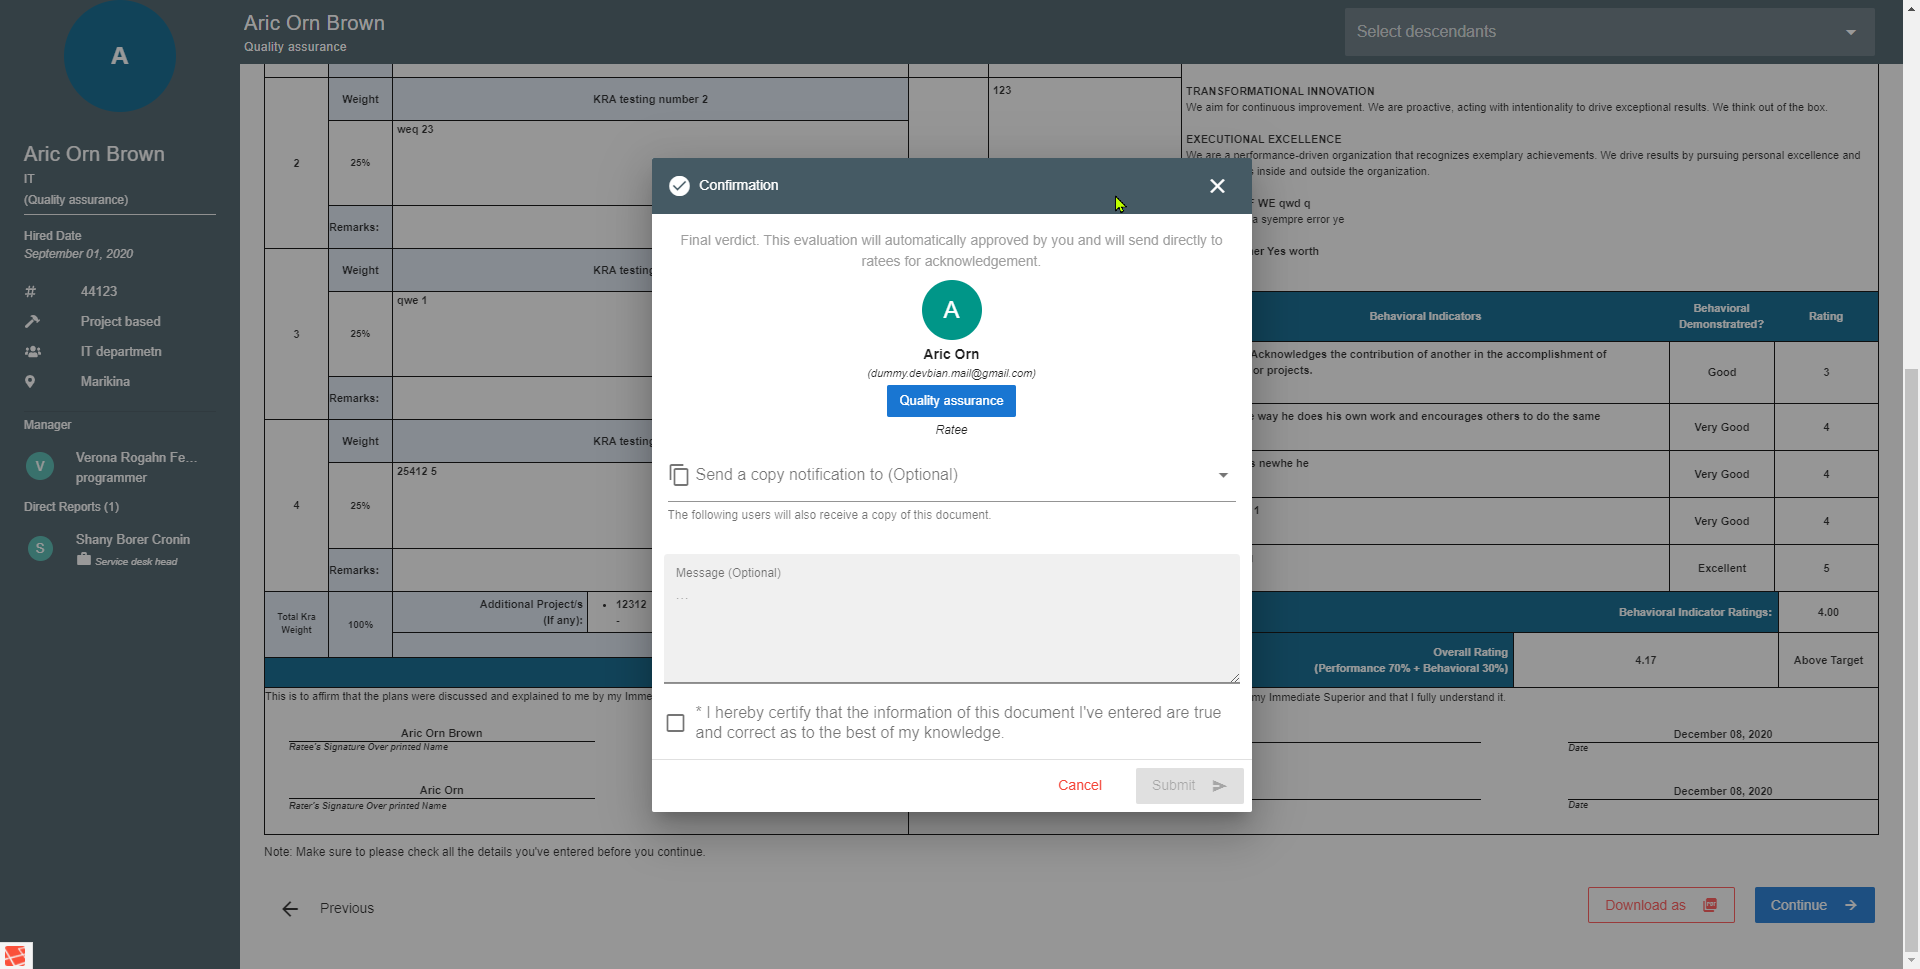 A
Aric Orn Brown
IT
(Quality assurance)
Hired Date
September 01, 2020
# 44123
Project based
IT departmetn
Marikina
Manager
V
Verona Rogahn Fe...
programmer
Direct Reports (1)
S
Shany Borer Cronin
Service desk head
Aric Orn Brown
Quality assurance
Select descendants
2
Weight
KRA testing number 2
25%
weq 23
Remarks:
123
TRANSFORMATIONAL INNOVATION
We aim for continuous improvement. We are proactive, acting with intentionality to drive exceptional results. We think out of the box.
EXECUTIONAL EXCELLENCE
We are a performance-driven organization that recognizes exemplary achievements. We drive results by pursuing personal excellence and
inside and outside the organization.
WE qwd q
a syempre error ye
er Yes worth
3
Weight
KRA testing
25%
qwe 1
Remarks:
4
Weight
KRA testing
25%
25412 5
Remarks:
Total Kra
Weight
100%
Additional Project/s
(If any):
• 12312
-
Behavioral Indicators
Behavioral
Demonstratred?
Rating
Acknowledges the contribution of another in the accomplishment of
or projects.
Good
3
way he does his own work and encourages others to do the same
Very Good
4
s newhe he
Very Good
4
1
Very Good
4
Excellent
5
Behavioral Indicator Ratings:
4.00
Overall Rating
(Performance 70% + Behavioral 30%)
4.17
Above Target
This is to affirm that the plans were discussed and explained to me by my Imme
my Immediate Superior and that I fully understand it.
Aric Orn Brown
Ratee's Signature Over printed Name
December 08, 2020
Date
Aric Orn
Rater's Signature Over printed Name
December 08, 2020
Date
Note: Make sure to please check all the details you've entered before you continue.
Previous
Download as
Continue
Confirmation
Final verdict. This evaluation will automatically approved by you and will send directly to
ratees for acknowledgement.
A
Aric Orn
(dummy.devbian.mail@gmail.com)
Quality assurance
Ratee
Send a copy notification to (Optional)
The following users will also receive a copy of this document.
Message (Optional)
...
* I hereby certify that the information of this document I've entered are true
and correct as to the best of my knowledge.
Cancel
Submit